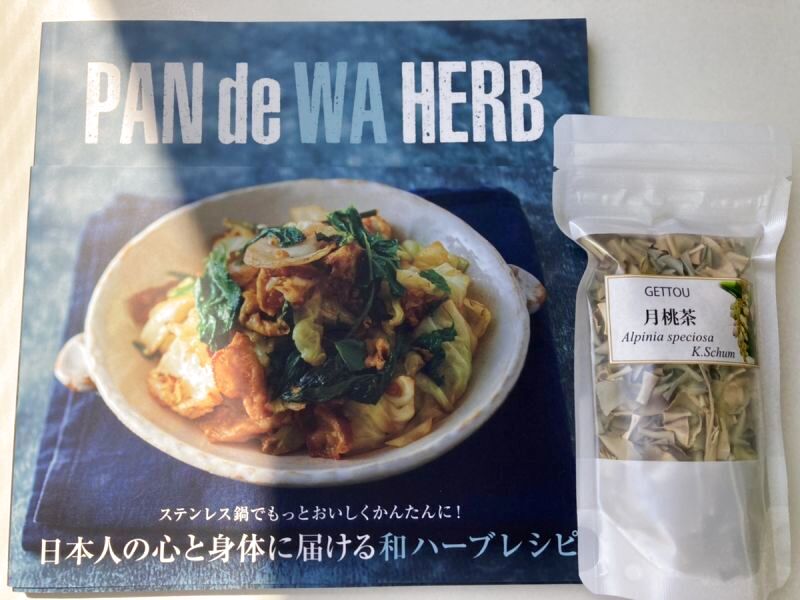 PAN de WA HERB
ステンレス鍋でもっとおいしくかんたんに!
日本人の心と身体に届ける和ハーブレシピ
GETTOU
月桃茶
Alpinia speciosa
K.Schum